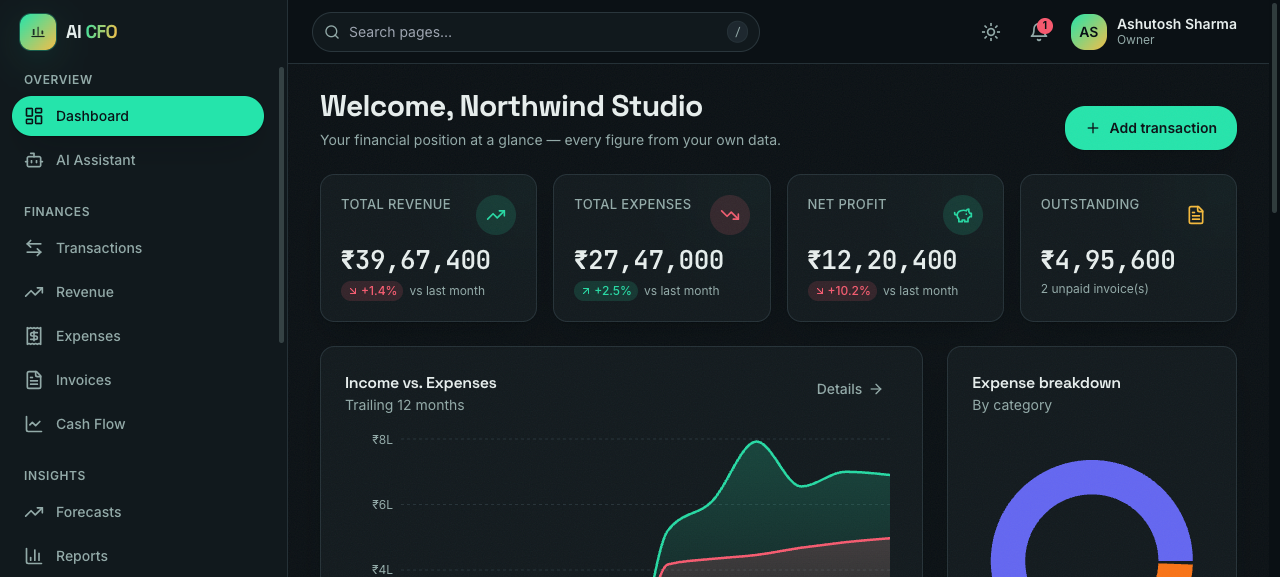 AI CFO
Search pages...
/
1
AS
Ashutosh Sharma
Owner
OVERVIEW
Dashboard
AI Assistant
FINANCES
Transactions
Revenue
Expenses
Invoices
Cash Flow
INSIGHTS
Forecasts
Reports
Welcome, Northwind Studio
Your financial position at a glance — every figure from your own data.
Add transaction
TOTAL REVENUE
₹39,67,400
+1.4% vs last month
TOTAL EXPENSES
₹27,47,000
+2.5% vs last month
NET PROFIT
₹12,20,400
+10.2% vs last month
OUTSTANDING
₹4,95,600
2 unpaid invoice(s)
Income vs. Expenses
Trailing 12 months
Details
₹8L
₹6L
₹4L
Expense breakdown
By category